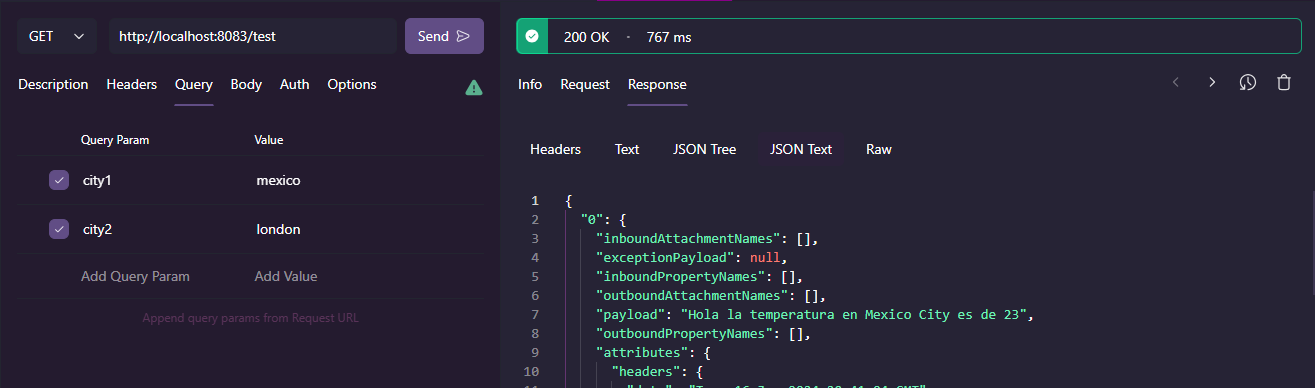 GET http://localhost:8083/test Send
Description Headers Query Body Auth Options
Query Param Value
city1 mexico
city2 london
Add Query Param Add Value
Append query params from Request URL
200 OK · 767 ms
Info Request Response
Headers Text JSON Tree JSON Text Raw
1 {
2 "0": {
3 "inboundAttachmentNames": [],
4 "exceptionPayload": null,
5 "inboundPropertyNames": [],
6 "outboundAttachmentNames": [],
7 "payload": "Hola la temperatura en Mexico City es de 23",
8 "outboundPropertyNames": [],
9 "attributes": {
10 "headers": {